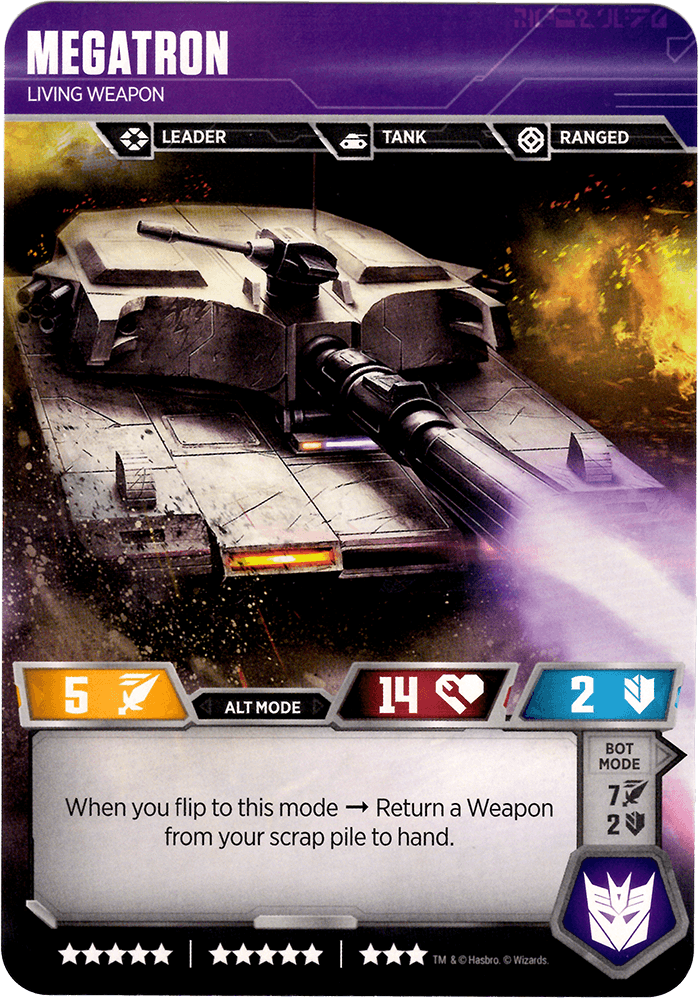 MEGATRON
LIVING WEAPON
LEADER TANK RANGED
5 ALT MODE 14 2
BOT
MODE
7
2
When you flip to this mode → Return a Weapon
from your scrap pile to hand.
TM & © Hasbro. © Wizards.